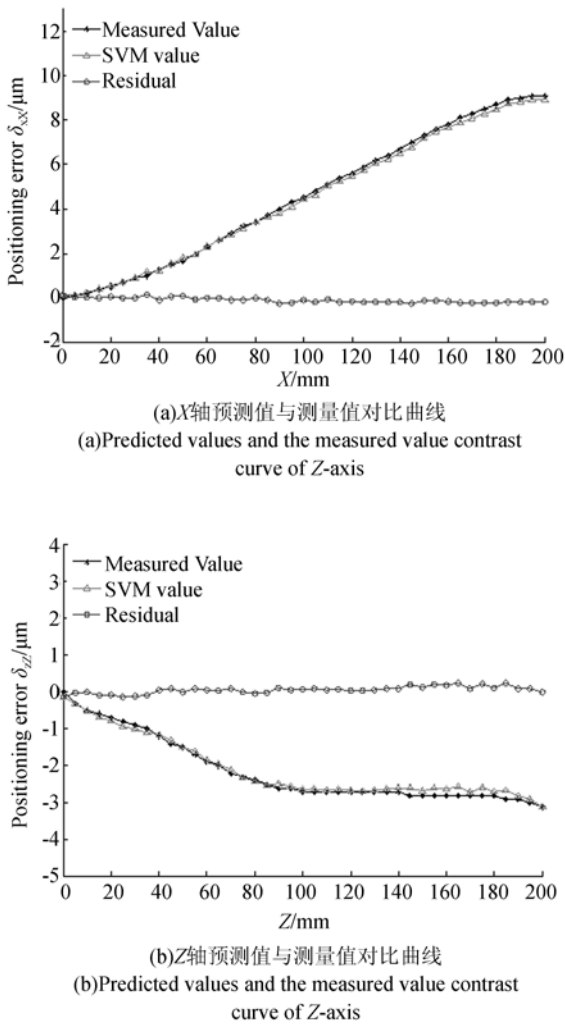 Measured Value
SVM value
Residual
Positioning error δxX/μm
12
10
8
6
4
2
0
-2
0 20 40 60 80 100 120 140 160 180 200
X/mm
(a)X轴预测值与测量值对比曲线
(a)Predicted values and the measured value contrast
curve of Z-axis
Measured Value
SVM value
Residual
Positioning error δzZ/μm
4
3
2
1
0
-1
-2
-3
-4
-5
0 20 40 60 80 100 120 140 160 180 200
Z/mm
(b)Z轴预测值与测量值对比曲线
(b)Predicted values and the measured value contrast
curve of Z-axis